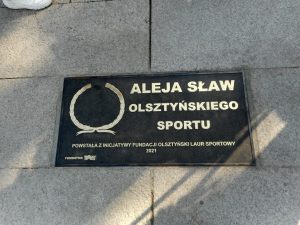 ALEJA SŁAW
OLSZTYŃSKIEGO
SPORTU
POWSTAŁA Z INICJATYWY FUNDACJI OLSZTYŃSKI LAUR SPORTOWY
2021